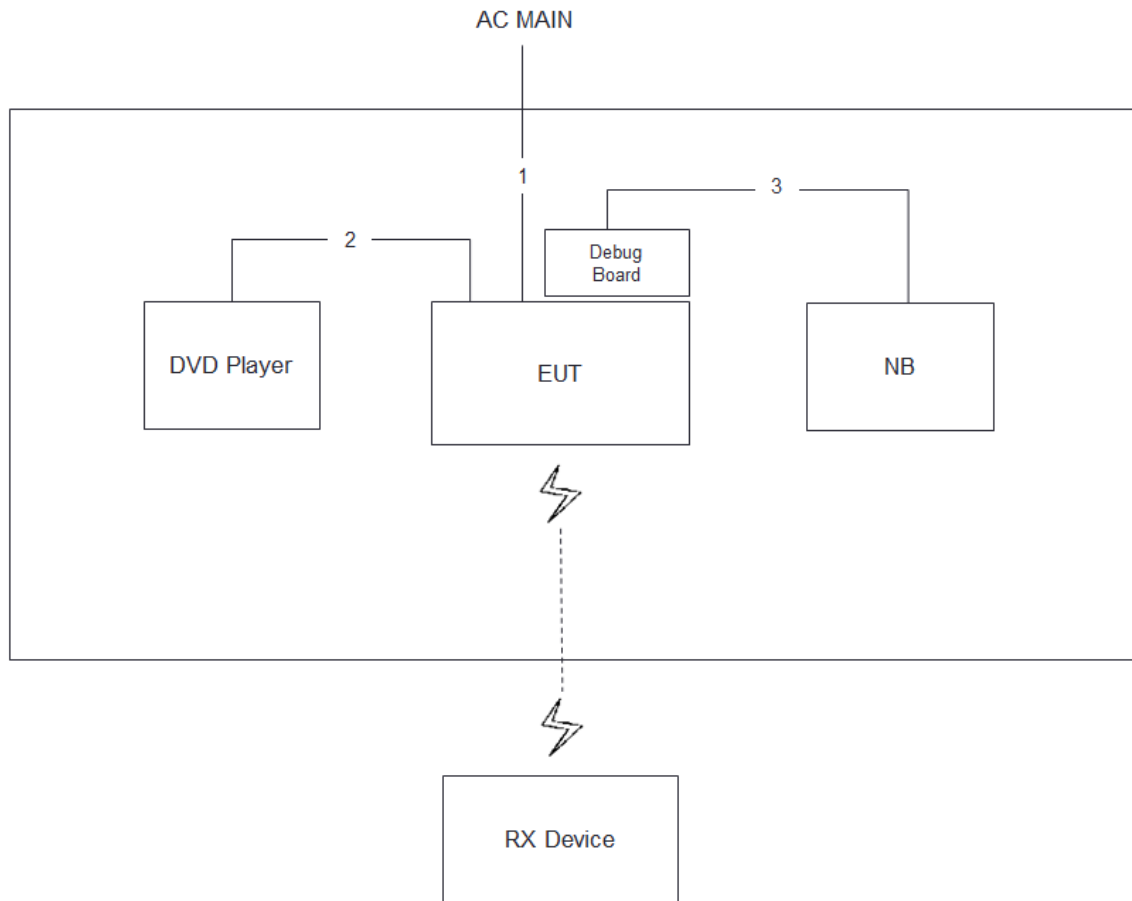 AC MAIN
1
3
2
Debug
Board
DVD Player
EUT
NB
RX Device